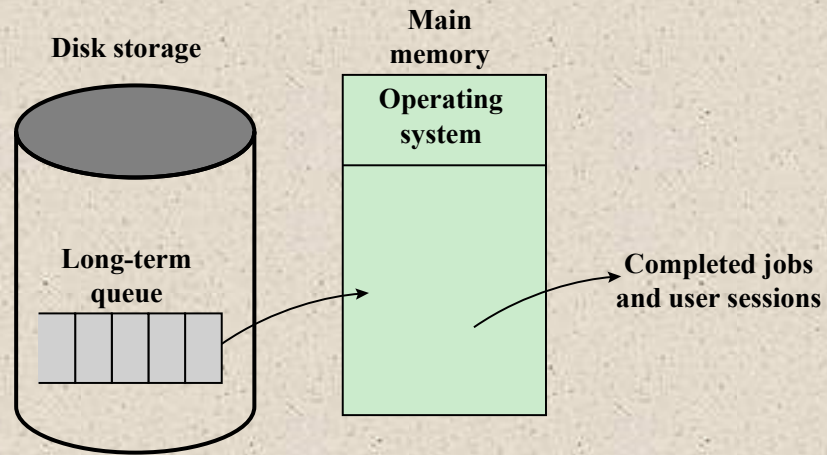 Disk storage
Main
memory
Operating
system
Long-term
queue
Completed jobs
and user sessions